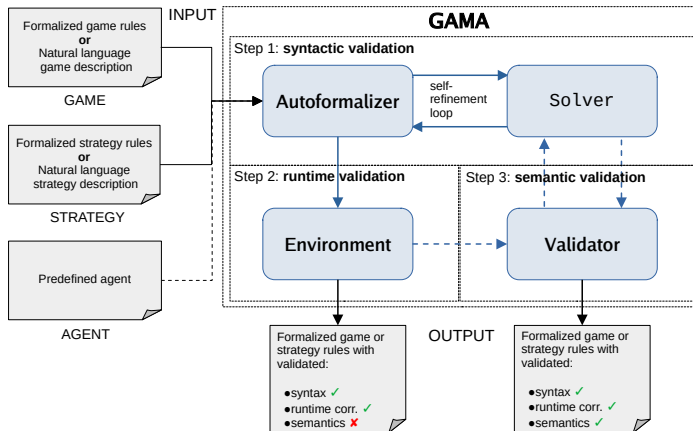 INPUT
GAMA
Formalized game rules
or
Natural language
game description
GAME
Step 1: syntactic validation
Autoformalizer
self-
refinement
loop
Solver
Formalized strategy rules
or
Natural language
strategy description
STRATEGY
Step 2: runtime validation
Step 3: semantic validation
Environment
Validator
Predefined agent
AGENT
OUTPUT
Formalized game or
strategy rules with
validated:
●syntax ✓
●runtime corr. ✓
●semantics ✘
Formalized game or
strategy rules with
validated:
●syntax ✓
●runtime corr. ✓
●semantics ✓